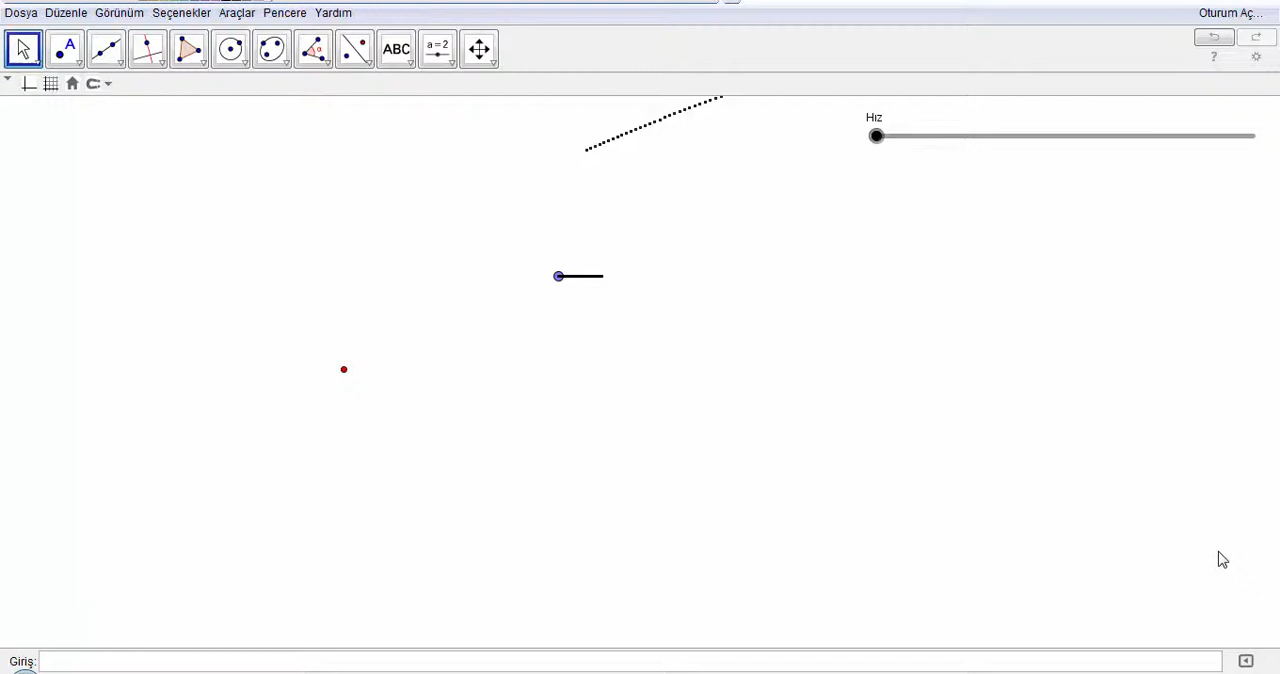 Dosya Düzenle Görünüm Seçenekler Araçlar Pencere Yardım Oturum Aç...
A ABC a=2
α
?
Hız
Giriş: